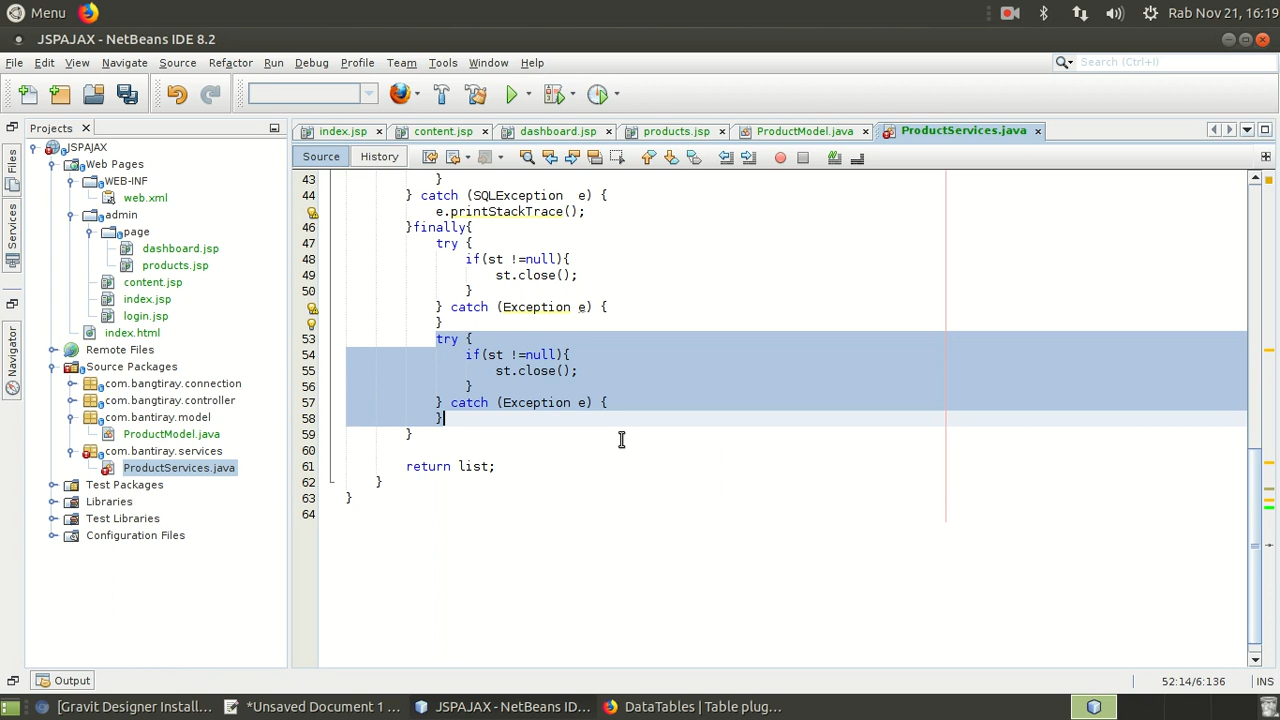 Menu
Rab Nov 21, 16:19
JSPAJAX - NetBeans IDE 8.2
File Edit View Navigate Source Refactor Run Debug Profile Team Tools Window Help
Search (Ctrl+I)
Projects
index.jsp content.jsp dashboard.jsp products.jsp ProductModel.java ProductServices.java
Source History
Files
Services
Navigator
JSPAJAX
Web Pages
WEB-INF
web.xml
admin
page
dashboard.jsp
products.jsp
content.jsp
index.jsp
login.jsp
index.html
Remote Files
Source Packages
com.bangtiray.connection
com.bangtiray.controller
com.bantiray.model
ProductModel.java
com.bantiray.services
ProductServices.java
Test Packages
Libraries
Test Libraries
Configuration Files
43 }
44 } catch (SQLException  e) {
e.printStackTrace();
46 }finally{
47 try {
48 if(st !=null){
49 st.close();
50 }
} catch (Exception e) {
}
53 try {
54 if(st !=null){
55 st.close();
56 }
57 } catch (Exception e) {
58 }
59 }
60
61 return list;
62 }
63 }
64
Output
52:14/6:136 INS
[Gravit Designer Install... *Unsaved Document 1 ... JSPAJAX - NetBeans ID... DataTables | Table plug...